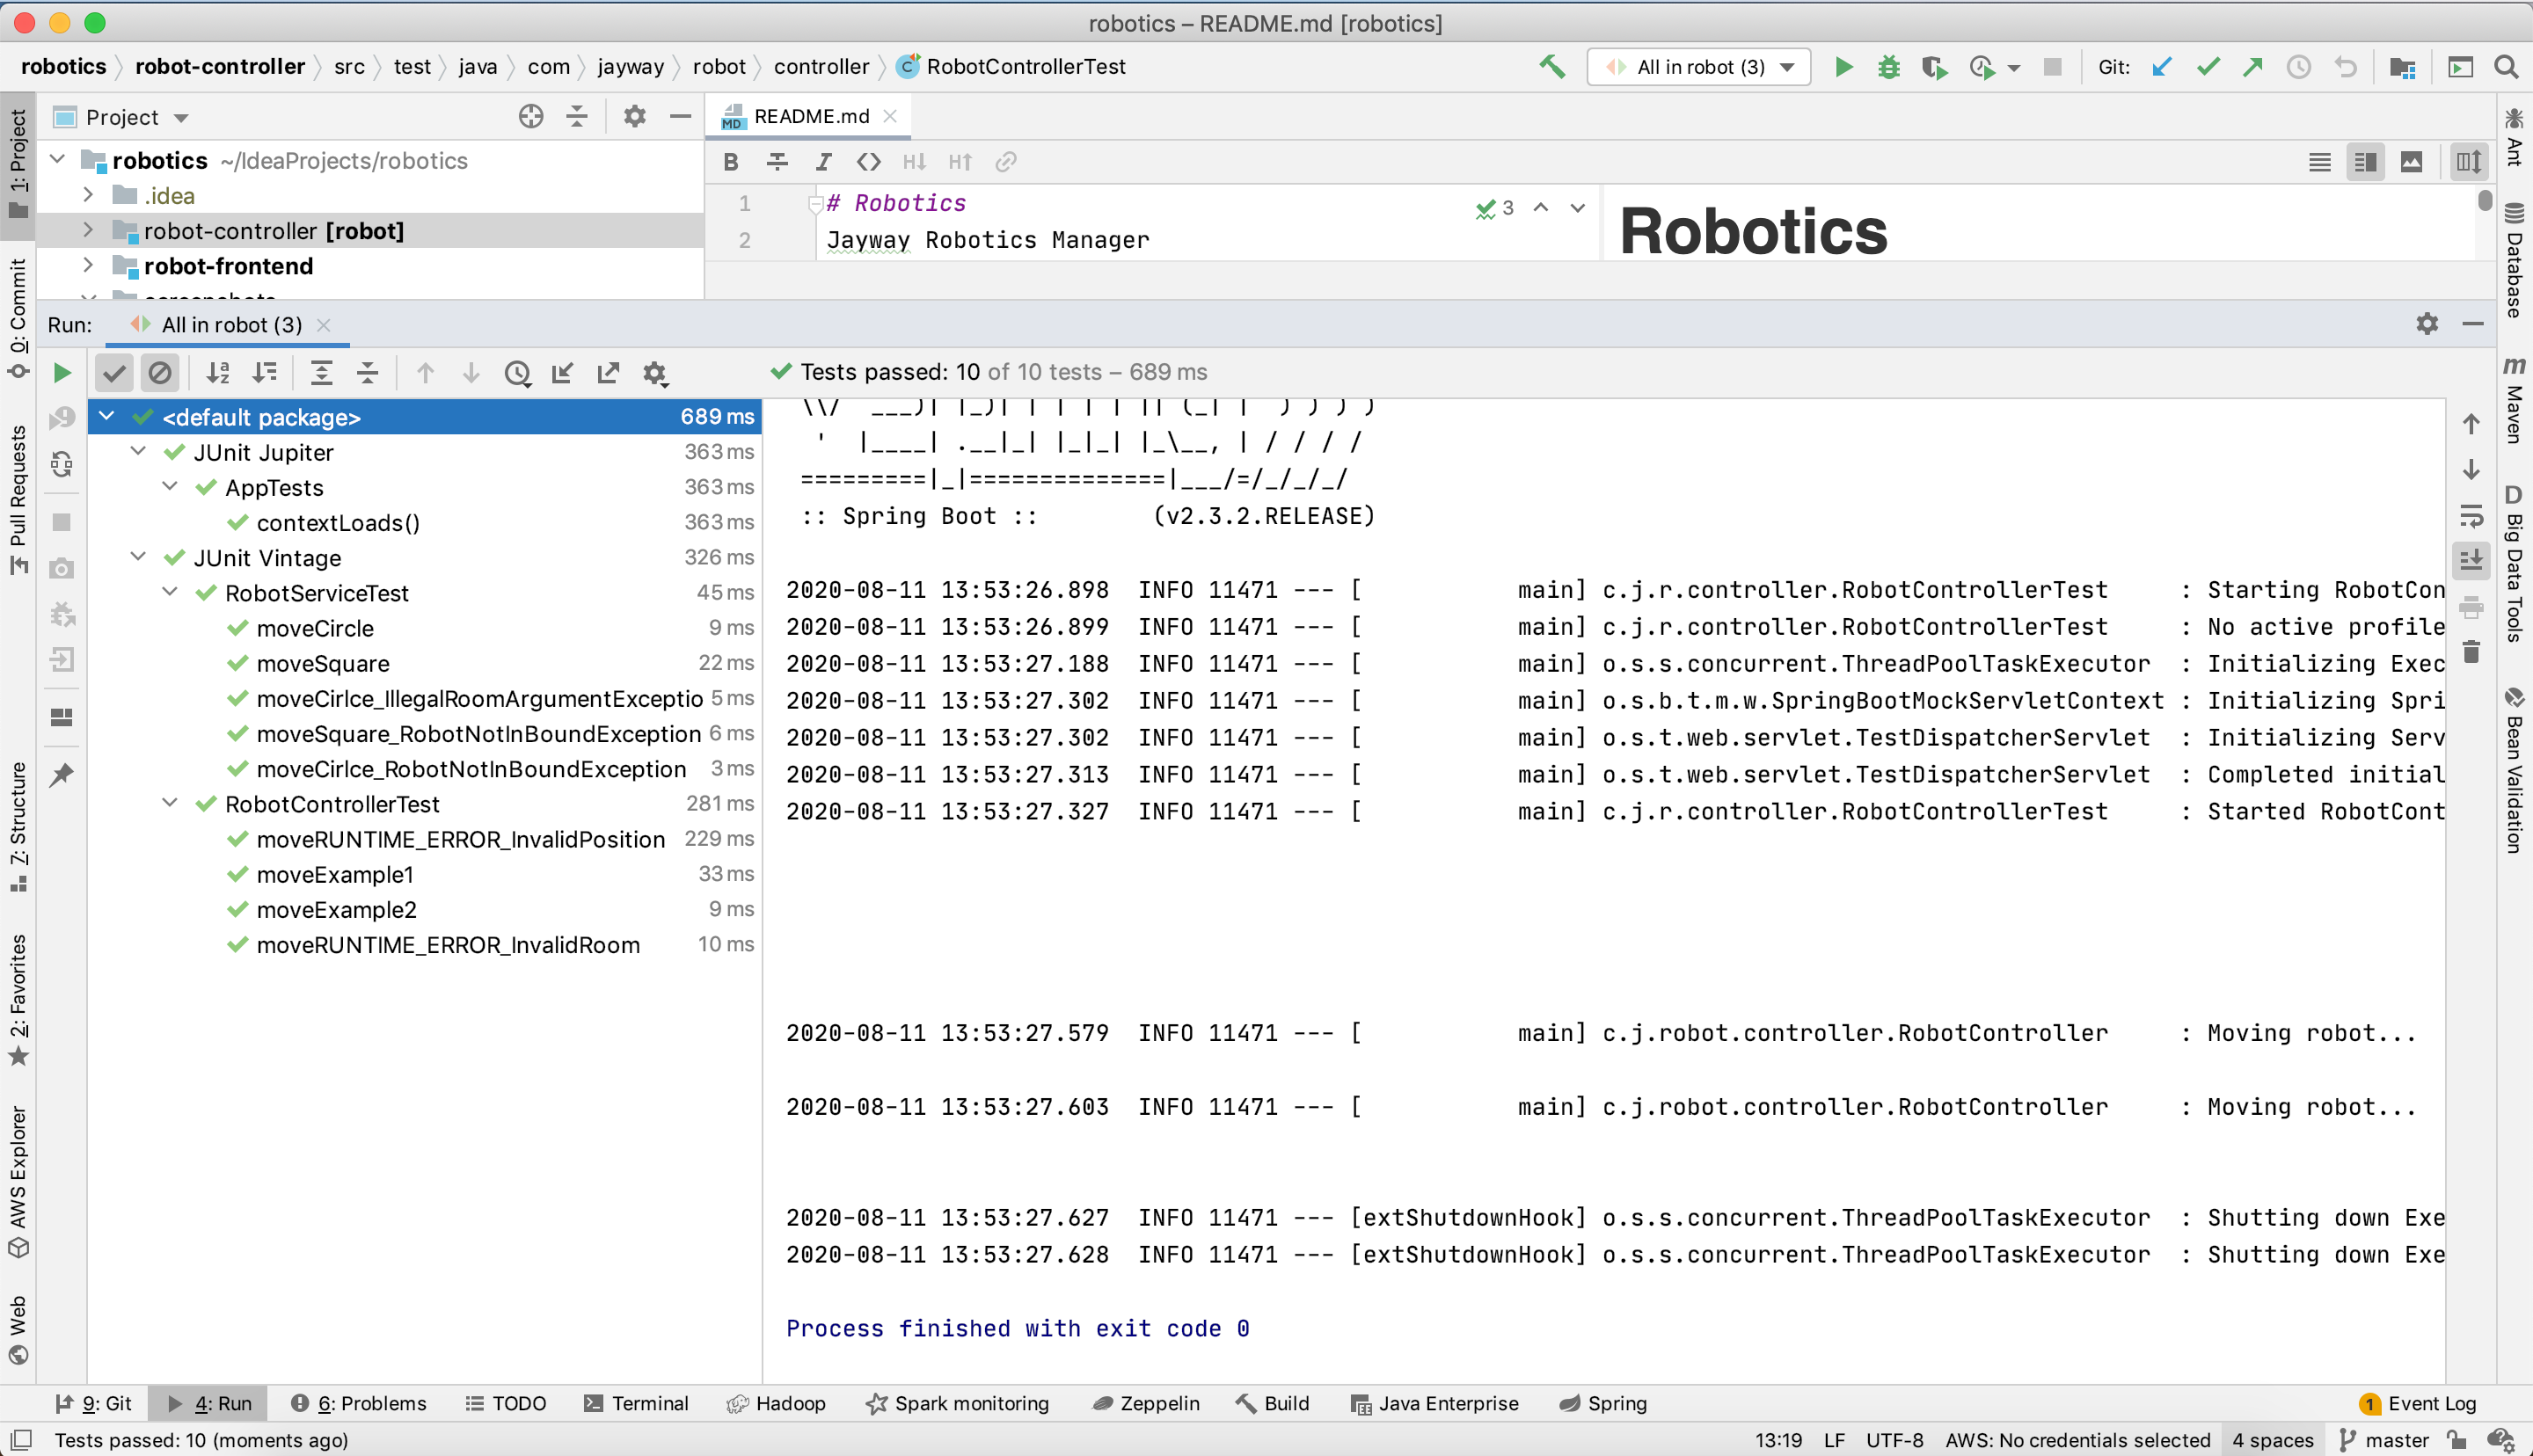 robotics – README.md [robotics]
robotics robot-controller src test java com jayway robot controller RobotControllerTest
All in robot (3)
Git:
Project
README.md
1: Project
robotics ~/IdeaProjects/robotics
.idea
robot-controller [robot]
robot-frontend
1 # Robotics
2 Jayway Robotics Manager
3
Robotics
Ant
Database
Maven
Big Data Tools
Bean Validation
0: Commit
Pull Requests
7: Structure
2: Favorites
AWS Explorer
Web
Run: All in robot (3)
Tests passed: 10 of 10 tests – 689 ms
<default package> 689 ms
JUnit Jupiter 363 ms
AppTests 363 ms
contextLoads() 363 ms
JUnit Vintage 326 ms
RobotServiceTest 45 ms
moveCircle 9 ms
moveSquare 22 ms
moveCirlce_IllegalRoomArgumentExceptio 5 ms
moveSquare_RobotNotInBoundException 6 ms
moveCirlce_RobotNotInBoundException 3 ms
RobotControllerTest 281 ms
moveRUNTIME_ERROR_InvalidPosition 229 ms
moveExample1 33 ms
moveExample2 9 ms
moveRUNTIME_ERROR_InvalidRoom 10 ms
\\/  ___)| |_)| | | | | || (_| |  ) ) ) )
'  |____| .__|_| |_|_| |_\__, | / / / /
=========|_|==============|___/=/_/_/_/
:: Spring Boot ::        (v2.3.2.RELEASE)
2020-08-11 13:53:26.898  INFO 11471 --- [           main] c.j.r.controller.RobotControllerTest     : Starting RobotCon
2020-08-11 13:53:26.899  INFO 11471 --- [           main] c.j.r.controller.RobotControllerTest     : No active profile
2020-08-11 13:53:27.188  INFO 11471 --- [           main] o.s.s.concurrent.ThreadPoolTaskExecutor  : Initializing Exec
2020-08-11 13:53:27.302  INFO 11471 --- [           main] o.s.b.t.m.w.SpringBootMockServletContext : Initializing Spri
2020-08-11 13:53:27.302  INFO 11471 --- [           main] o.s.t.web.servlet.TestDispatcherServlet  : Initializing Serv
2020-08-11 13:53:27.313  INFO 11471 --- [           main] o.s.t.web.servlet.TestDispatcherServlet  : Completed initial
2020-08-11 13:53:27.327  INFO 11471 --- [           main] c.j.r.controller.RobotControllerTest     : Started RobotCont
2020-08-11 13:53:27.579  INFO 11471 --- [           main] c.j.robot.controller.RobotController     : Moving robot...
2020-08-11 13:53:27.603  INFO 11471 --- [           main] c.j.robot.controller.RobotController     : Moving robot...
2020-08-11 13:53:27.627  INFO 11471 --- [extShutdownHook] o.s.s.concurrent.ThreadPoolTaskExecutor  : Shutting down Exe
2020-08-11 13:53:27.628  INFO 11471 --- [extShutdownHook] o.s.s.concurrent.ThreadPoolTaskExecutor  : Shutting down Exe
Process finished with exit code 0
9: Git 4: Run 6: Problems TODO Terminal Hadoop Spark monitoring Zeppelin Build Java Enterprise Spring 1 Event Log
Tests passed: 10 (moments ago) 13:19 LF UTF-8 AWS: No credentials selected 4 spaces master